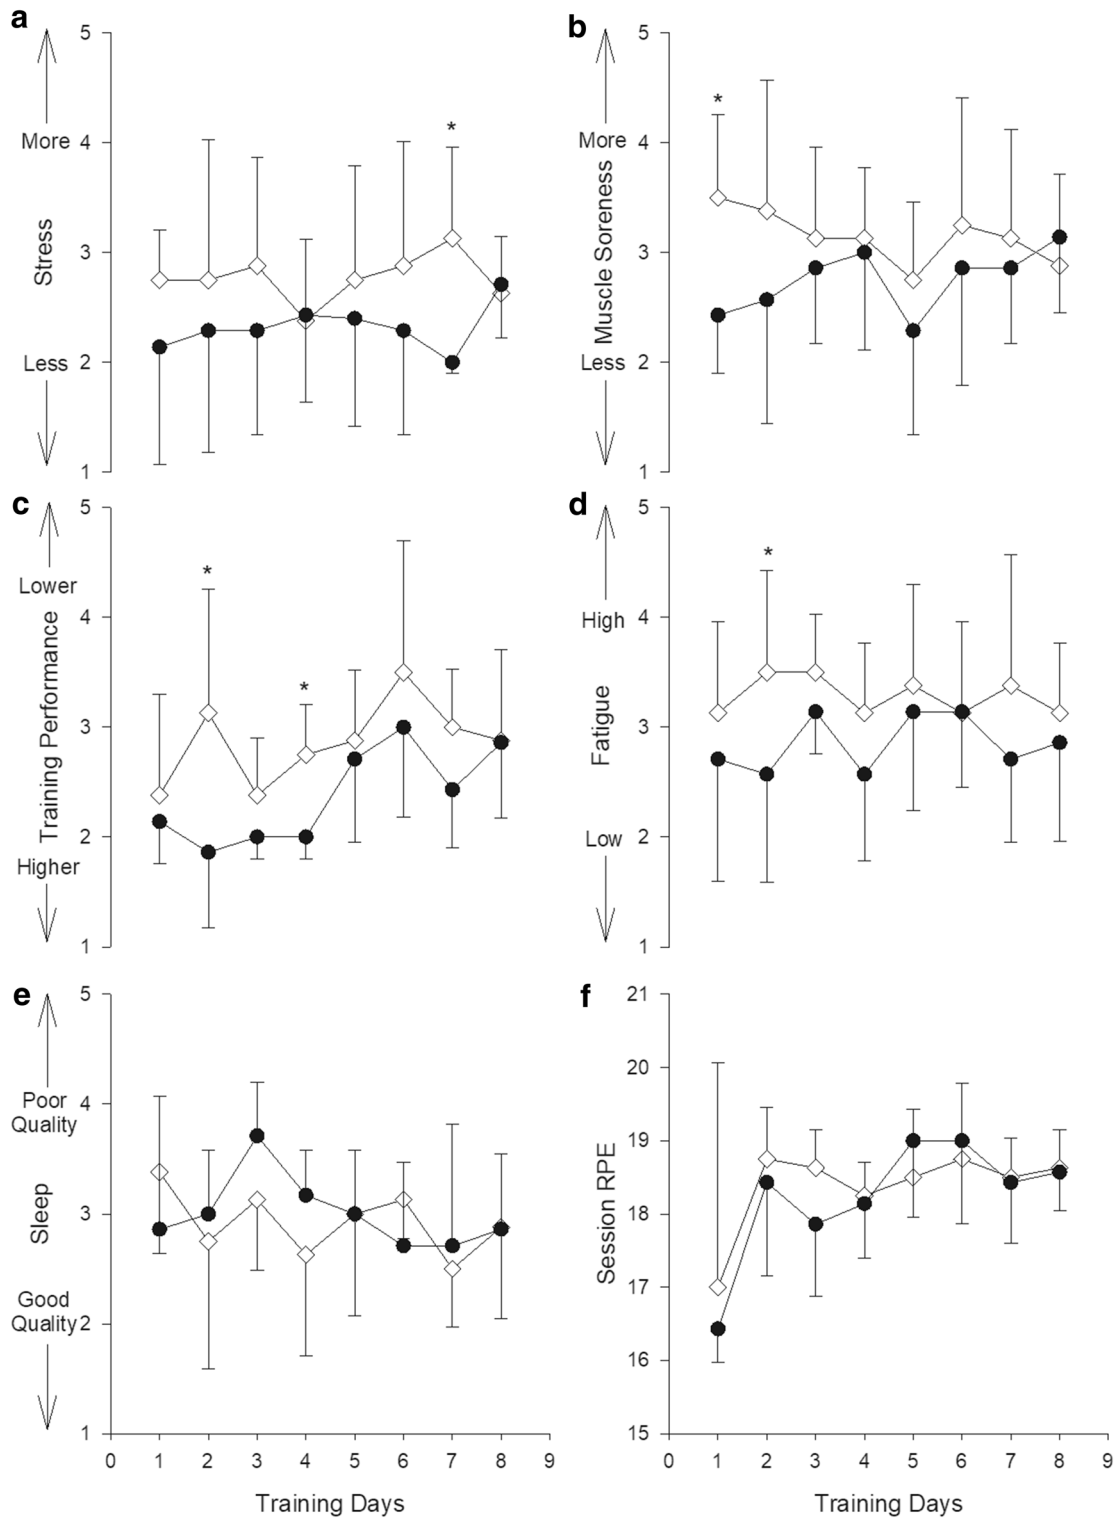 a
5
More
4
*
Stress
3
Less
2
1
b
5
More
4
*
Muscle Soreness
3
Less
2
1
c
5
Lower
4
*
*
Training Performance
3
2
Higher
1
d
5
High
4
*
Fatigue
3
Low
2
1
e
5
Poor
Quality
4
Sleep
3
Good
Quality
2
1
0 1 2 3 4 5 6 7 8 9
Training Days
f
21
20
19
Session RPE
18
17
16
15
0 1 2 3 4 5 6 7 8 9
Training Days